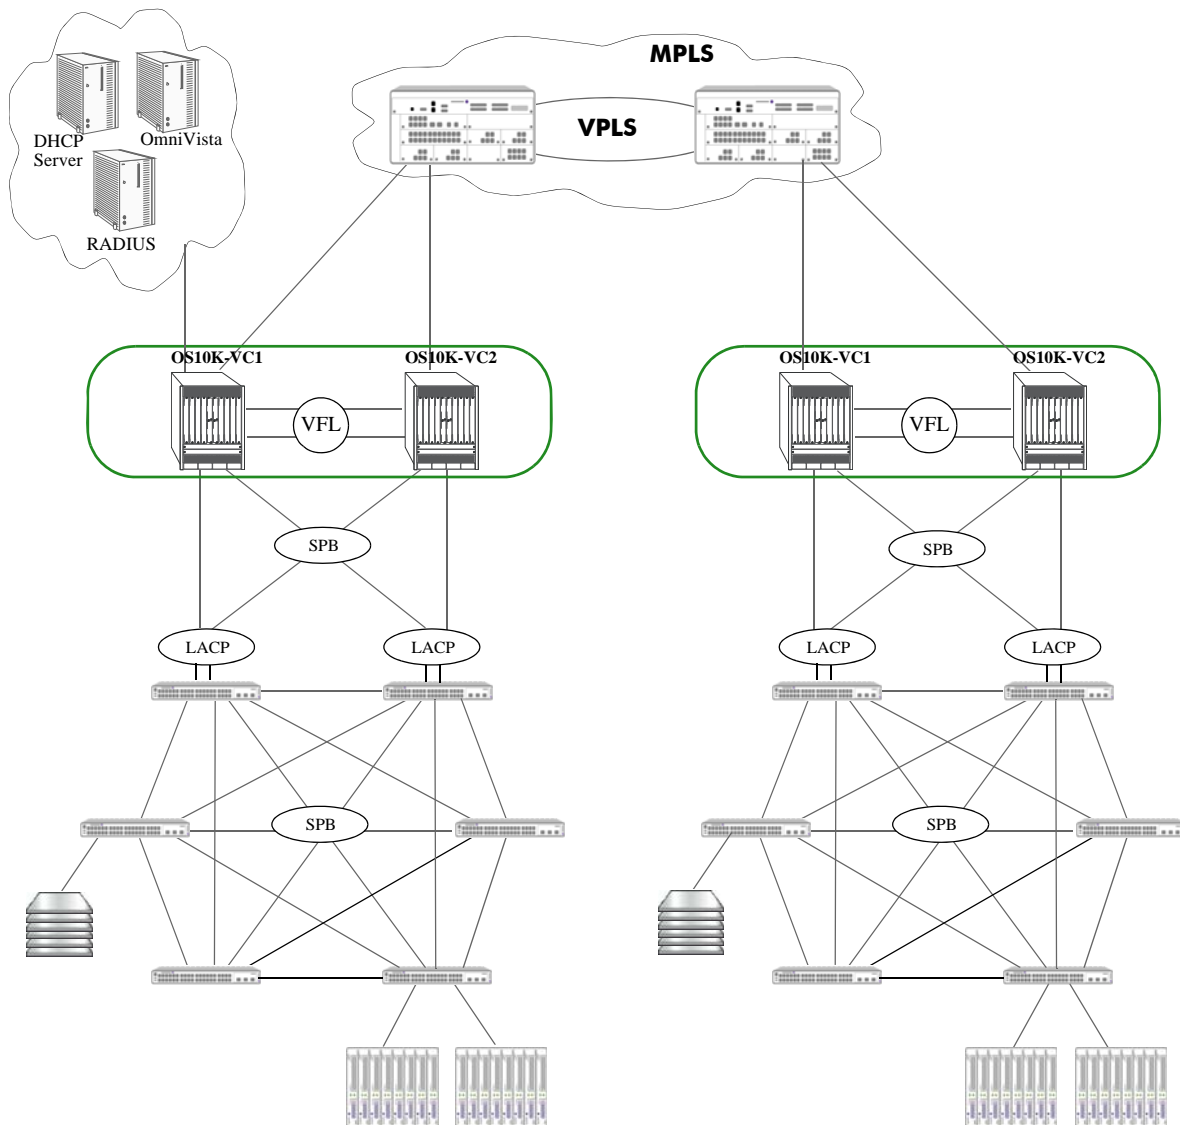 MPLS
VPLS
DHCP
Server
OmniVista
RADIUS
OS10K-VC1
OS10K-VC2
OS10K-VC1
OS10K-VC2
VFL
VFL
SPB
SPB
LACP
LACP
LACP
LACP
SPB
SPB